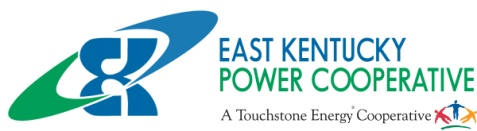 EAST KENTUCKY
POWER COOPERATIVE
A Touchstone Energy® Cooperative